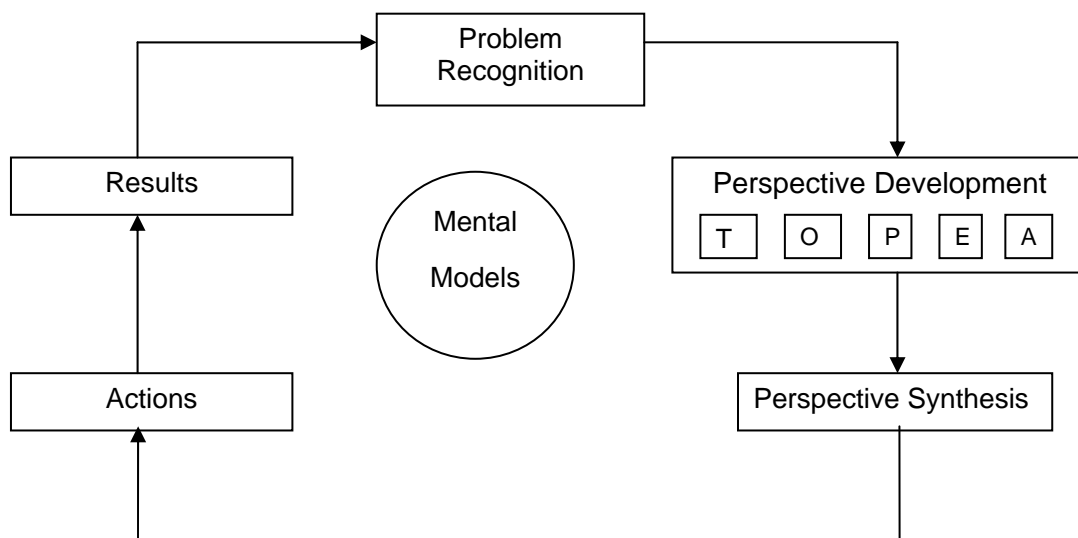 Problem
Recognition
Results
Perspective Development
T O P E A
Mental
Models
Actions
Perspective Synthesis